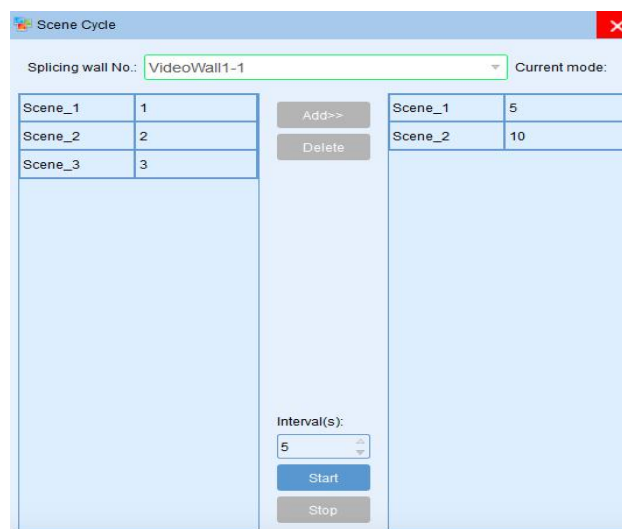 Scene Cycle
Splicing wall No.: VideoWall1-1 Current mode:
Scene_1 1
Scene_2 2
Scene_3 3
Add>>
Delete
Scene_1 5
Scene_2 10
Interval(s):
5
Start
Stop